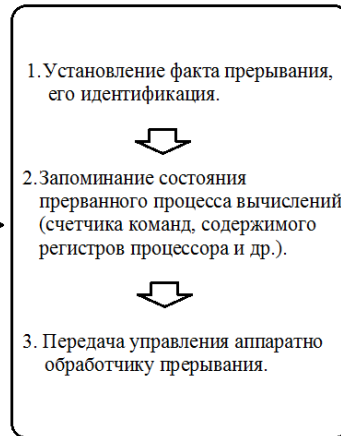 1.Установление факта прерывания,
его идентификация.
2.Запоминание состояния
прерванного процесса вычислений
(счетчика команд, содержимого
регистров процессора и др.).
3. Передача управления аппаратно
обработчику прерывания.